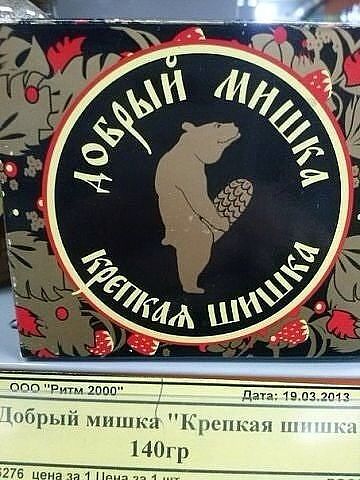 ДОБРЫЙ МИШКА
КРЕПКАЯ ШИШКА
ООО "Ритм 2000" Дата: 19.03.2013
Добрый мишка "Крепкая шишка
140гр
5276 цена за 1 Цена за 1 шт